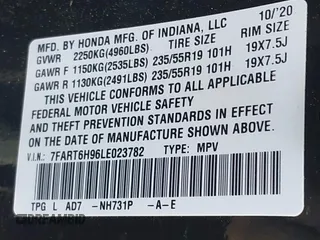 MFD. BY HONDA MFG. OF INDIANA, LLC 10/'20
GVWR 2250KG(4960LBS) TIRE SIZE RIM SIZE
GAWR F 1150KG(2535LBS) 235/55R19 101H 19X7.5J
GAWR R 1130KG(2491LBS) 235/55R19 101H 19X7.5J
THIS VEHICLE CONFORMS TO ALL APPLICABLE
FEDERAL MOTOR VEHICLE SAFETY
AND THEFT PREVENTION STANDARDS IN EFFECT ON
THE DATE OF MANUFACTURE SHOWN ABOVE.
V.I.N: 7FART6H96LE023782 TYPE: MPV
TPG L AD7 -NH731P -A-E
DREAMBID